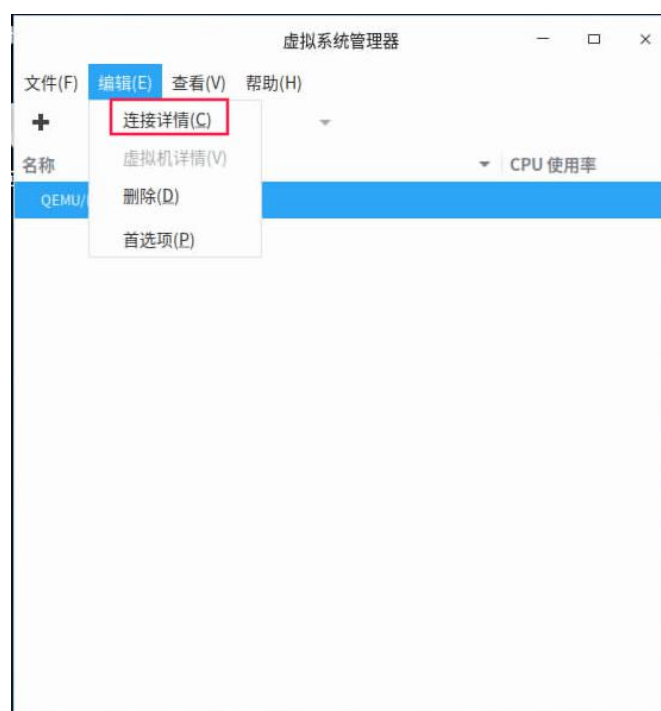 虚拟系统管理器
文件(F) 编辑(E) 查看(V) 帮助(H)
连接详情(C)
名称 虚拟机详情(V) CPU 使用率
QEMU/ 删除(D)
首选项(P)